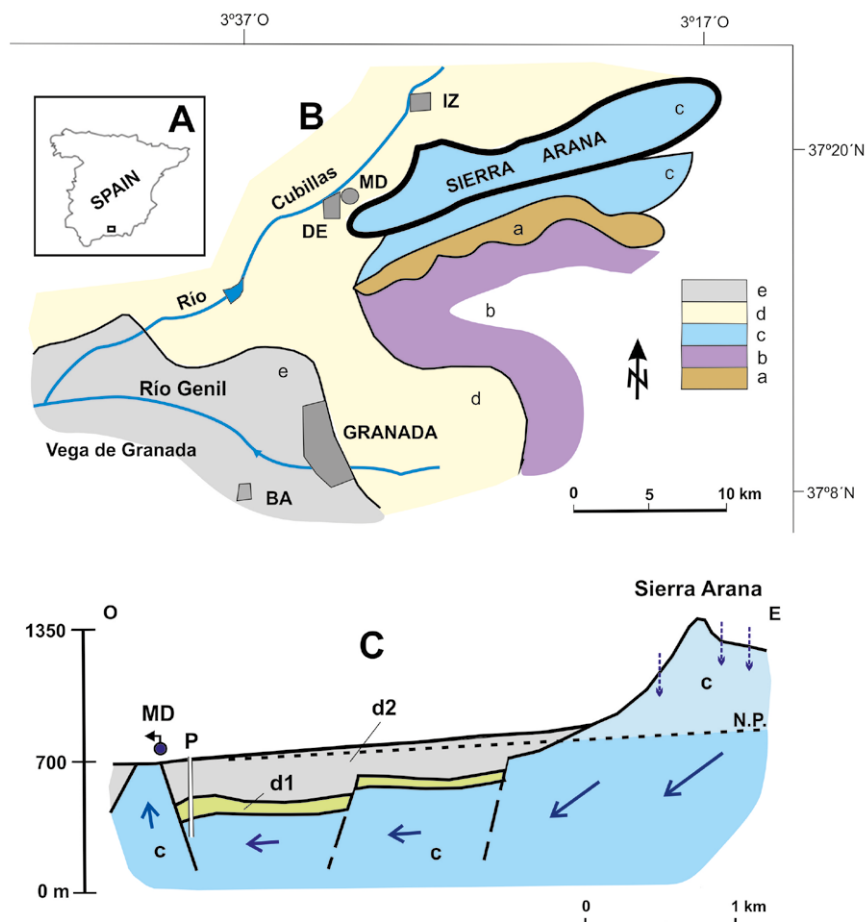 3º37´O
3º17´O
A
SPAIN
B
IZ
c
SIERRA ARANA
37º20´N
Cubillas
MD
DE
c
a
Río
b
e
d
c
b
a
N
e
Río Genil
d
GRANADA
Vega de Granada
BA
0 5 10 km
37º8´N
Sierra Arana
O
E
1350
C
c
MD
P
d2
N.P.
700
d1
c
c
0 m
0 1 km